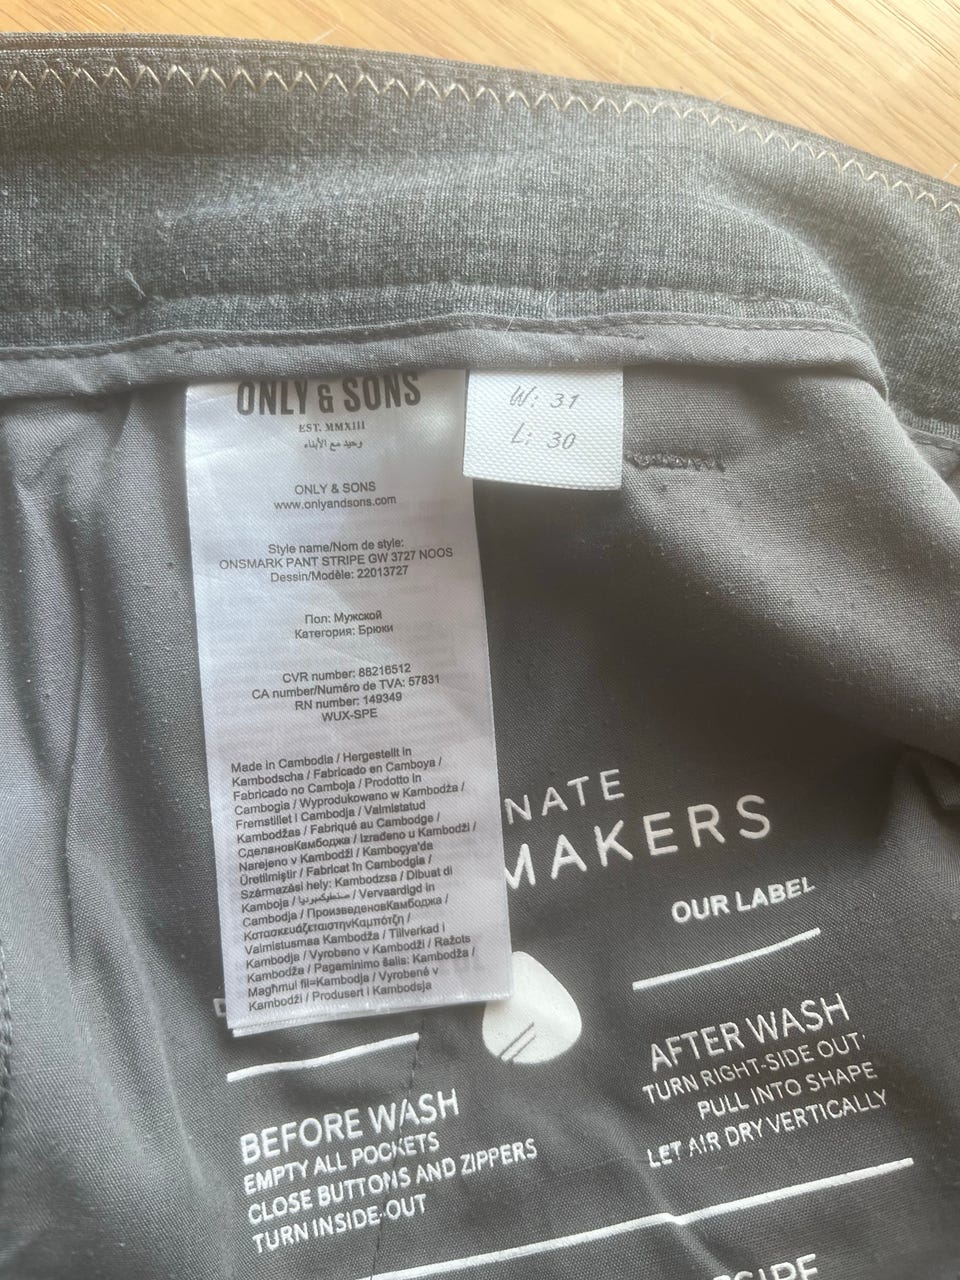 ONLY & SONS
EST. MMXIII
وحيد مع الأبناء
ONLY & SONS
www.onlyandsons.com
Style name/Nom de style:
ONSMARK PANT STRIPE GW 3727 NOOS
Dessin/Modèle: 22013727
Пол: Мужской
Категория: Брюки
CVR number: 88216512
CA number/Numéro de TVA: 57831
RN number: 149349
WUX-SPE
Made in Cambodia / Hergestellt in
Kambodscha / Fabricado en Camboya /
Fabricado no Camboja / Prodotto in
Cambogia / Wyprodukowano w Kambodża /
Fremstillet i Cambodja / Valmistatud
Kambodžas / Fabriqué au Cambodge /
СделановКамбоджа / Izrađeno u Kambodži /
Narejeno v Kambodži / Kamboçya'da
Üretilmiştir / Fabricat în Cambodgia /
Származási hely: Kambodzsa / Dibuat di
Kamboja / / Vervaardigd in
Cambodja / ПроизведеновКамбоджа /
ΚατασκευάζεταιστηνΚαμπότζη /
Valmistusmaa Kambodža / Tillverkad i
Kambodja / Vyrobeno v Kambodži / Ražots
Kambodža / Pagaminimo šalis: Kambodža /
Magħmul fil=Kambodja / Vyrobené v
Kambodži / Produsert i Kambodsja
W: 31
L: 30
NATE
MAKERS
OUR LABEL
BEFORE WASH
EMPTY ALL POCKETS
CLOSE BUTTONS AND ZIPPERS
TURN INSIDE-OUT
AFTER WASH
TURN RIGHT-SIDE OUT
PULL INTO SHAPE
LET AIR DRY VERTICALLY